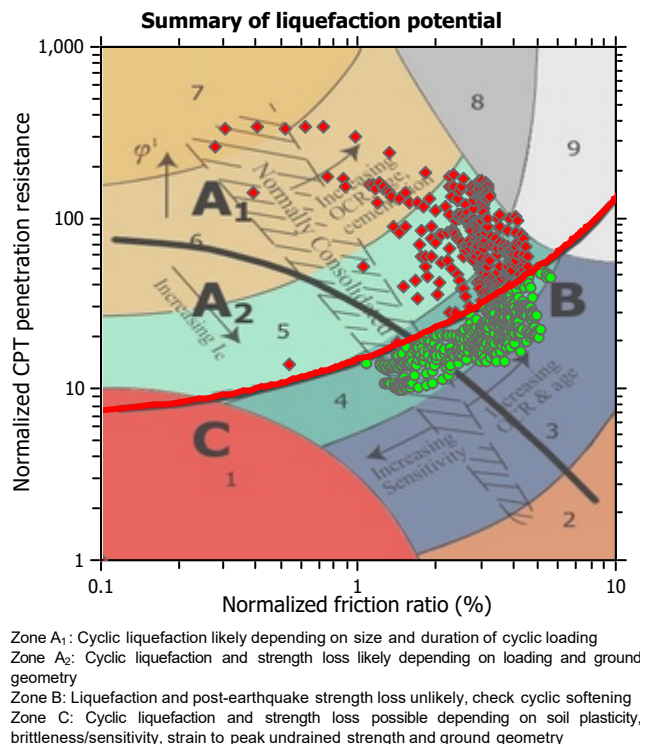 Summary of liquefaction potential
1,000
7
8
9
φ'
Increasing
OCR & age,
cementation
A1
Normally Consolidated
100
6
A2
B
Increasing Ic
5
Normalized CPT penetration resistance
10
4
C
Increasing
OCR & age
Increasing
Sensitivity
3
1
2
1
0.1
1
10
Normalized friction ratio (%)
Zone A1: Cyclic liquefaction likely depending on size and duration of cyclic loading
Zone A2: Cyclic liquefaction and strength loss likely depending on loading and ground
geometry
Zone B: Liquefaction and post-earthquake strength loss unlikely, check cyclic softening
Zone C: Cyclic liquefaction and strength loss possible depending on soil plasticity,
brittleness/sensitivity, strain to peak undrained strength and ground geometry